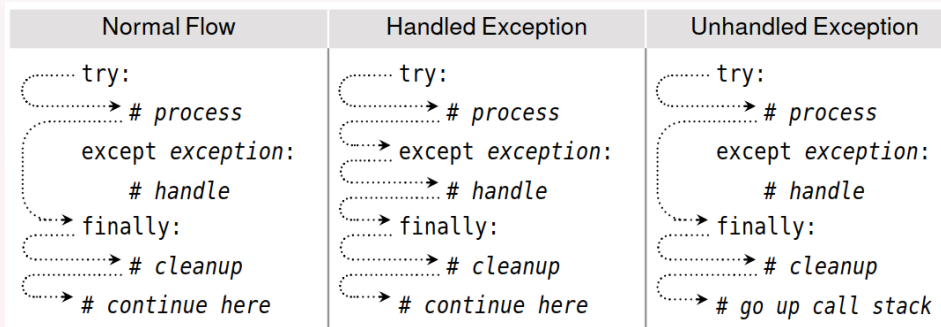 Normal Flow
Handled Exception
Unhandled Exception
try:
# process
except exception:
# handle
finally:
# cleanup
# continue here
try:
# process
except exception:
# handle
finally:
# cleanup
# continue here
try:
# process
except exception:
# handle
finally:
# cleanup
# go up call stack